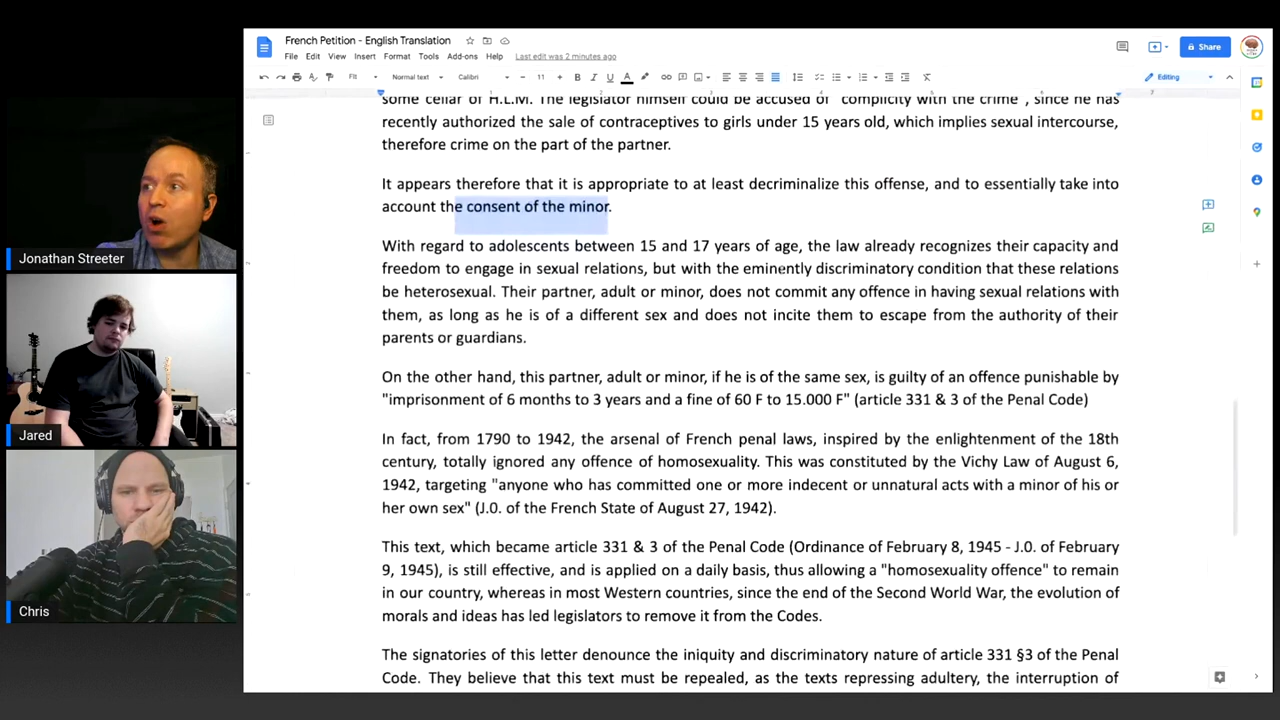 French Petition - English Translation
File Edit View Insert Format Tools Add-ons Help Last edit was 2 minutes ago
Share
Fit Normal text Calibri 11 Editing
some cellar of H.L.M. The legislator himself could be accused of "complicity with the crime", since he has
recently authorized the sale of contraceptives to girls under 15 years old, which implies sexual intercourse,
therefore crime on the part of the partner.
It appears therefore that it is appropriate to at least decriminalize this offense, and to essentially take into
account the consent of the minor.
With regard to adolescents between 15 and 17 years of age, the law already recognizes their capacity and
freedom to engage in sexual relations, but with the eminently discriminatory condition that these relations
be heterosexual. Their partner, adult or minor, does not commit any offence in having sexual relations with
them, as long as he is of a different sex and does not incite them to escape from the authority of their
parents or guardians.
On the other hand, this partner, adult or minor, if he is of the same sex, is guilty of an offence punishable by
"imprisonment of 6 months to 3 years and a fine of 60 F to 15.000 F" (article 331 & 3 of the Penal Code)
In fact, from 1790 to 1942, the arsenal of French penal laws, inspired by the enlightenment of the 18th
century, totally ignored any offence of homosexuality. This was constituted by the Vichy Law of August 6,
1942, targeting "anyone who has committed one or more indecent or unnatural acts with a minor of his or
her own sex" (J.O. of the French State of August 27, 1942).
This text, which became article 331 & 3 of the Penal Code (Ordinance of February 8, 1945 - J.O. of February
9, 1945), is still effective, and is applied on a daily basis, thus allowing a "homosexuality offence" to remain
in our country, whereas in most Western countries, since the end of the Second World War, the evolution of
morals and ideas has led legislators to remove it from the Codes.
The signatories of this letter denounce the iniquity and discriminatory nature of article 331 §3 of the Penal
Code. They believe that this text must be repealed, as the texts repressing adultery, the interruption of
Jonathan Streeter
Jared
Chris